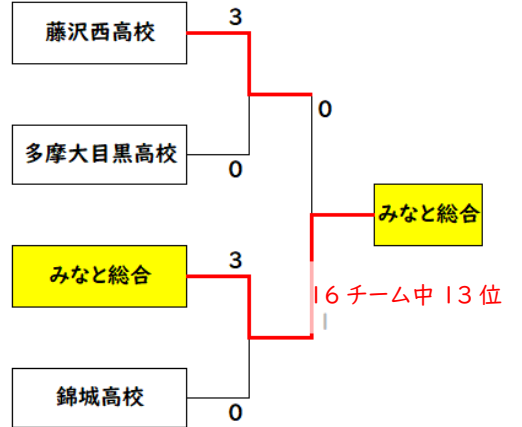 藤沢西高校
3
多摩大目黒高校
0
0
みなと総合
みなと総合
3
16チーム中 13位
1
錦城高校
0